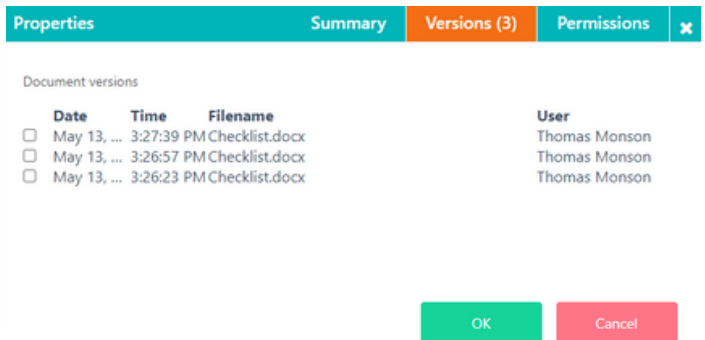 Properties Summary Versions (3) Permissions ×
Document versions
Date Time Filename User
May 13, ... 3:27:39 PM Checklist.docx Thomas Monson
May 13, ... 3:26:57 PM Checklist.docx Thomas Monson
May 13, ... 3:26:23 PM Checklist.docx Thomas Monson
OK Cancel